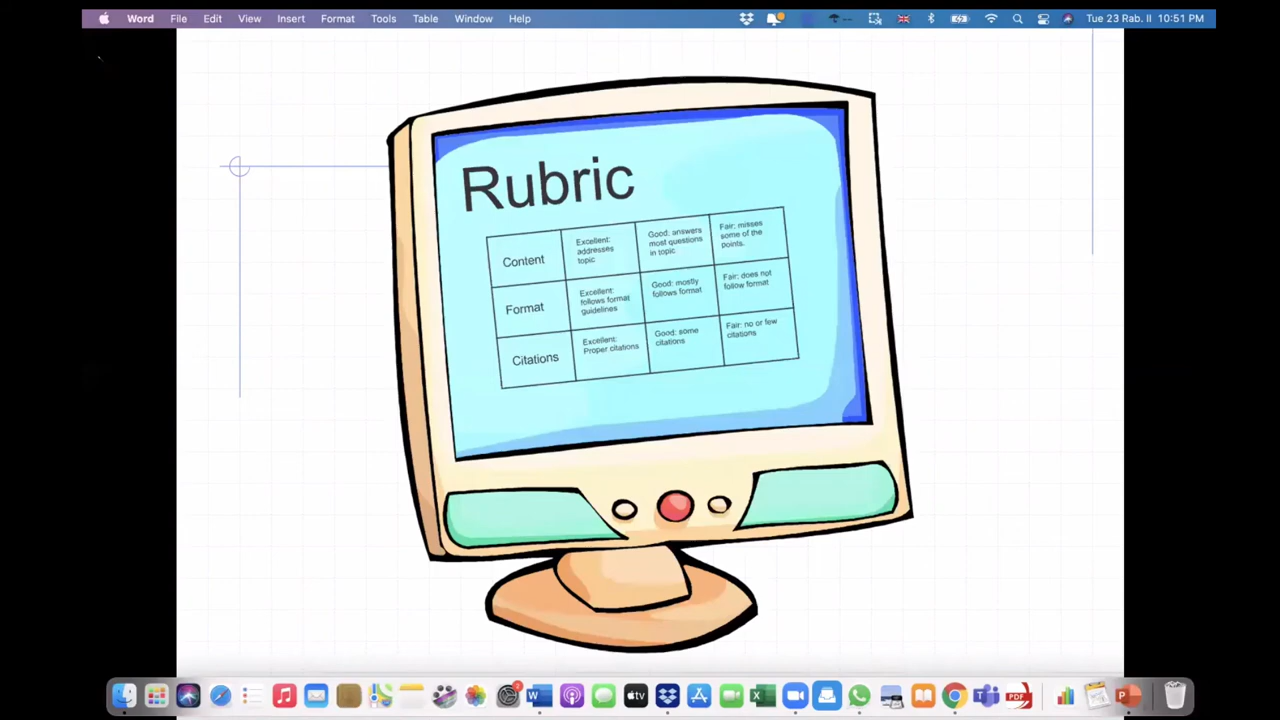 Word File Edit View Insert Format Tools Table Window Help Tue 23 Rab. II 10:51 PM
Rubric
Content
Excellent:
addresses
topic
Good: answers
most questions
in topic
Fair: misses
some of the
points.
Format
Excellent:
follows format
guidelines
Good: mostly
follows format
Fair: does not
follow format
Citations
Excellent:
Proper citations
Good: some
citations
Fair: no or few
citations
W
tv
X
PDF
P